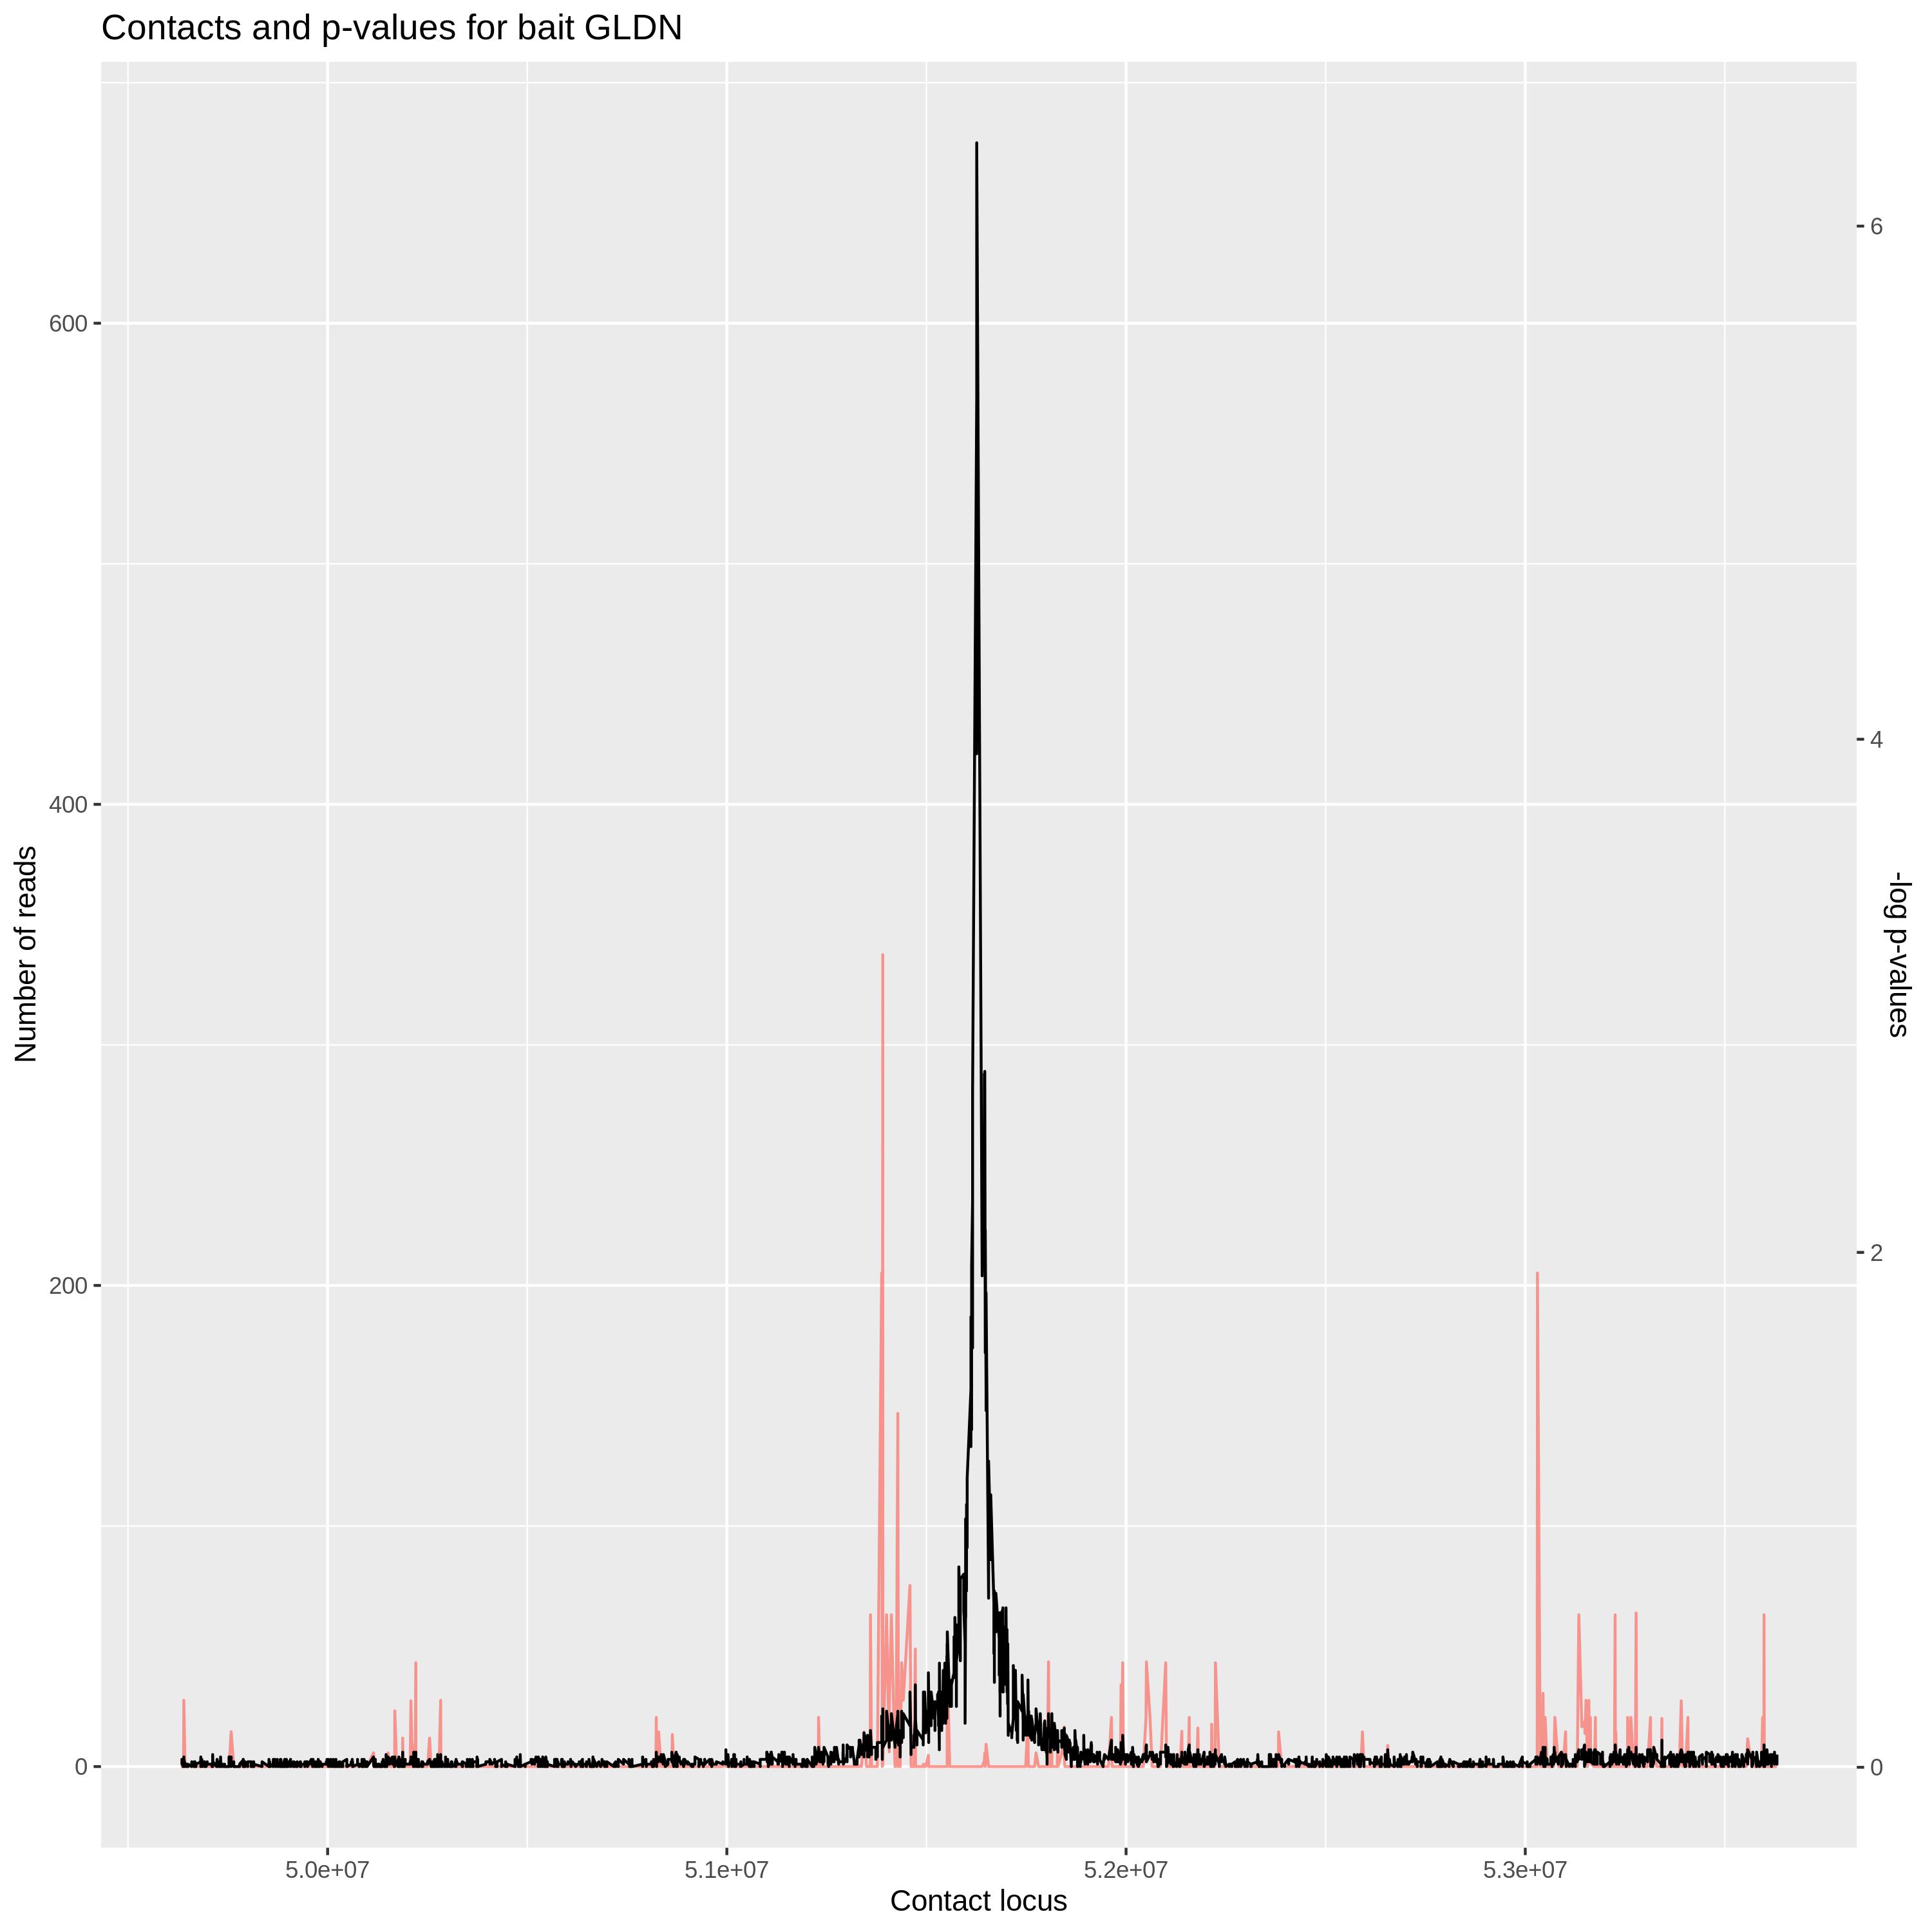 Contacts and p-values for bait GLDN
600
400
200
0
6
4
2
0
Number of reads
-log p-values
5.0e+07
5.1e+07
5.2e+07
5.3e+07
Contact locus